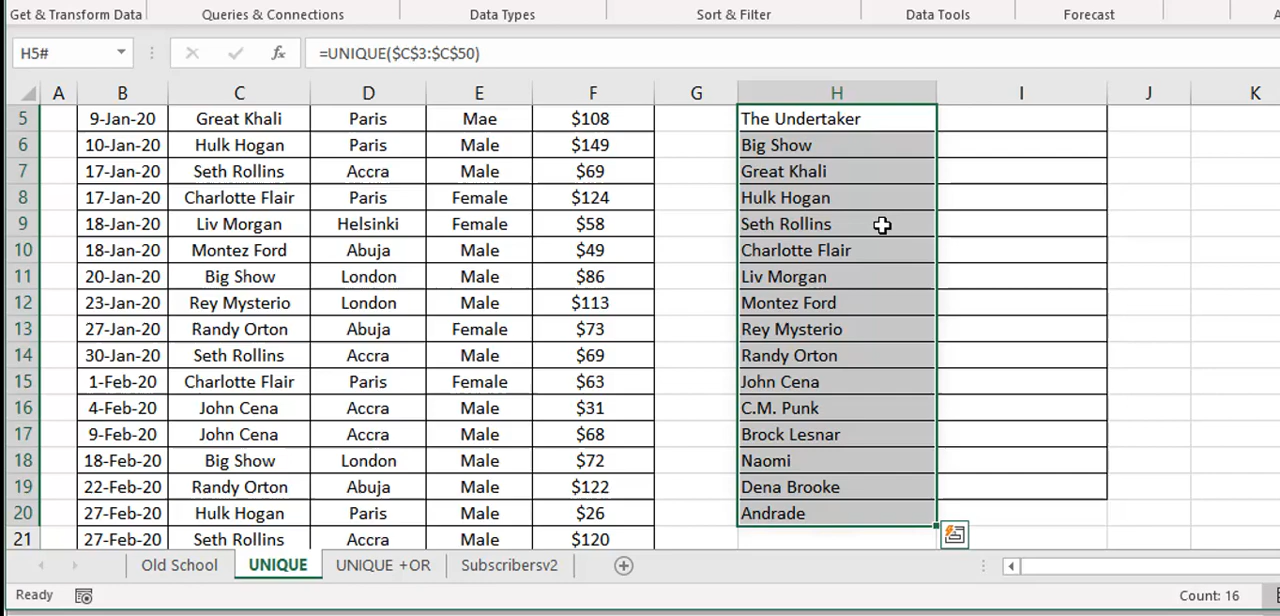 Get & Transform Data Queries & Connections Data Types Sort & Filter Data Tools Forecast A
H5# fx =UNIQUE($C$3:$C$50)
A B C D E F G H I J K
5 9-Jan-20 Great Khali Paris Mae $108 The Undertaker
6 10-Jan-20 Hulk Hogan Paris Male $149 Big Show
7 17-Jan-20 Seth Rollins Accra Male $69 Great Khali
8 17-Jan-20 Charlotte Flair Paris Female $124 Hulk Hogan
9 18-Jan-20 Liv Morgan Helsinki Female $58 Seth Rollins
10 18-Jan-20 Montez Ford Abuja Male $49 Charlotte Flair
11 20-Jan-20 Big Show London Male $86 Liv Morgan
12 23-Jan-20 Rey Mysterio London Male $113 Montez Ford
13 27-Jan-20 Randy Orton Abuja Female $73 Rey Mysterio
14 30-Jan-20 Seth Rollins Accra Male $69 Randy Orton
15 1-Feb-20 Charlotte Flair Paris Female $63 John Cena
16 4-Feb-20 John Cena Accra Male $31 C.M. Punk
17 9-Feb-20 John Cena Accra Male $68 Brock Lesnar
18 18-Feb-20 Big Show London Male $72 Naomi
19 22-Feb-20 Randy Orton Abuja Male $122 Dena Brooke
20 27-Feb-20 Hulk Hogan Paris Male $26 Andrade
21 27-Feb-20 Seth Rollins Accra Male $120
Old School UNIQUE UNIQUE +OR Subscribersv2
Ready Count: 16